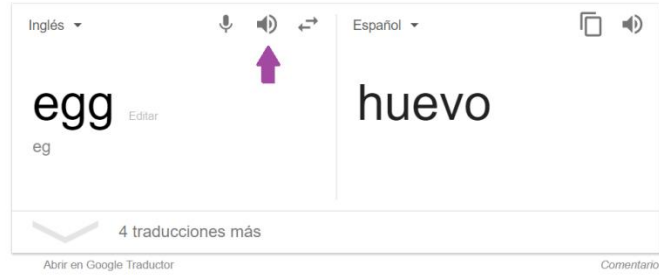 Inglés Español
egg Editar huevo
eg
4 traducciones más
Abrir en Google Traductor Comentario